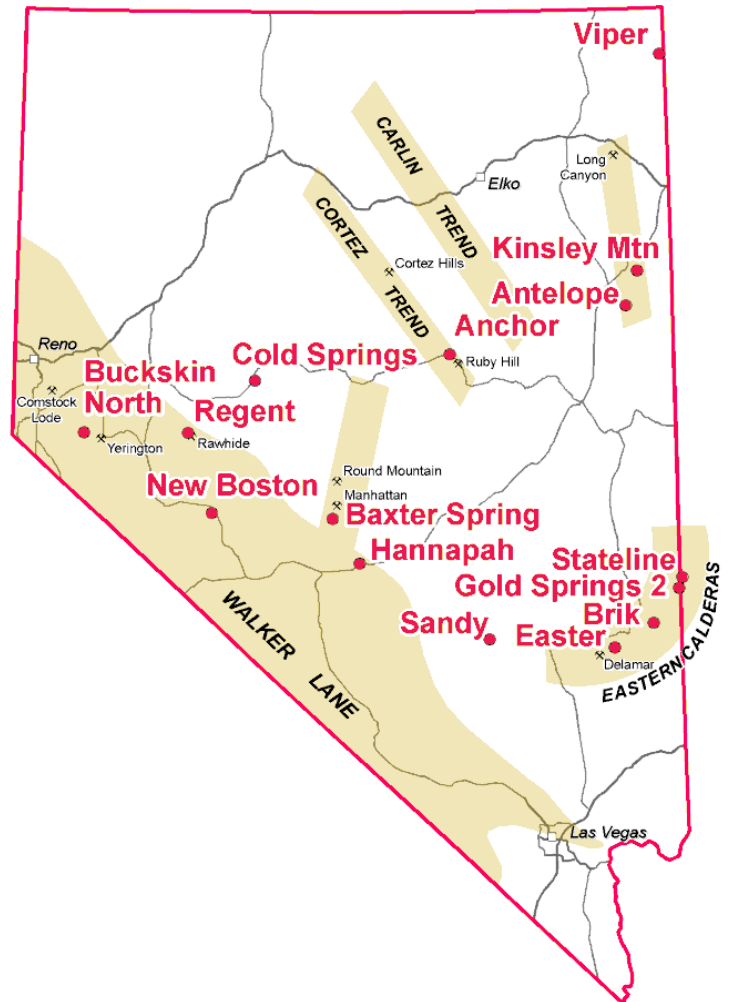 Viper
CARLIN
TREND
Long
Canyon
Elko
CORTEZ
TREND
Kinsley Mtn
Cortez Hills
Antelope
Anchor
Reno
Cold Springs
Ruby Hill
Buckskin
North
Comstock
Lode
Regent
Yerington
Rawhide
Round Mountain
New Boston
Manhattan
Baxter Spring
Hannapah
Stateline
Gold Springs 2
WALKER
LANE
Brik
Sandy
Easter
Delamar
EASTERN CALDERAS
Las Vegas